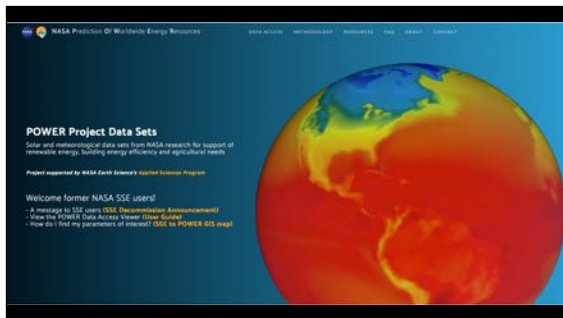 NASA Prediction Of Worldwide Energy Resources
DATA ACCESS METHODOLOGY RESOURCES FAQ ABOUT CONTACT
POWER Project Data Sets
Solar and meteorological data sets from NASA research for support of
renewable energy, building energy efficiency and agricultural needs
Project supported by NASA Earth Science's Applied Sciences Program
Welcome former NASA SSE users!
- A message to SSE users (SSE Decommission Announcement)
- View the POWER Data Access Viewer (User Guide)
- How do I find my parameters of interest? (SSE to POWER GIS map)